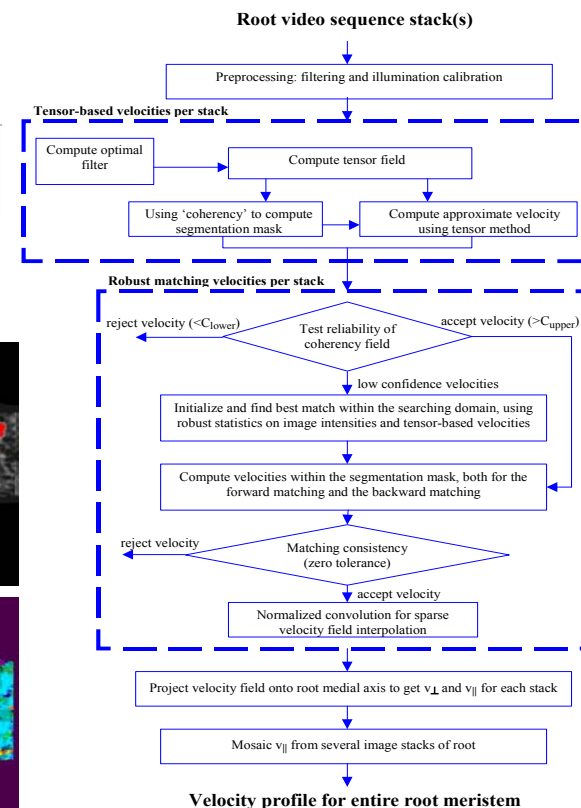 Root video sequence stack(s)
Preprocessing: filtering and illumination calibration
Tensor-based velocities per stack
Compute optimal
filter
Compute tensor field
Using ‘coherency’ to compute
segmentation mask
Compute approximate velocity
using tensor method
Robust matching velocities per stack
reject velocity (<C_lower)
accept velocity (>C_upper)
Test reliability of
coherency field
low confidence velocities
Initialize and find best match within the searching domain, using
robust statistics on image intensities and tensor-based velocities
Compute velocities within the segmentation mask, both for the
forward matching and the backward matching
reject velocity
Matching consistency
(zero tolerance)
accept velocity
Normalized convolution for sparse
velocity field interpolation
Project velocity field onto root medial axis to get v⊥ and v|| for each stack
Mosaic v|| from several image stacks of root
Velocity profile for entire root meristem